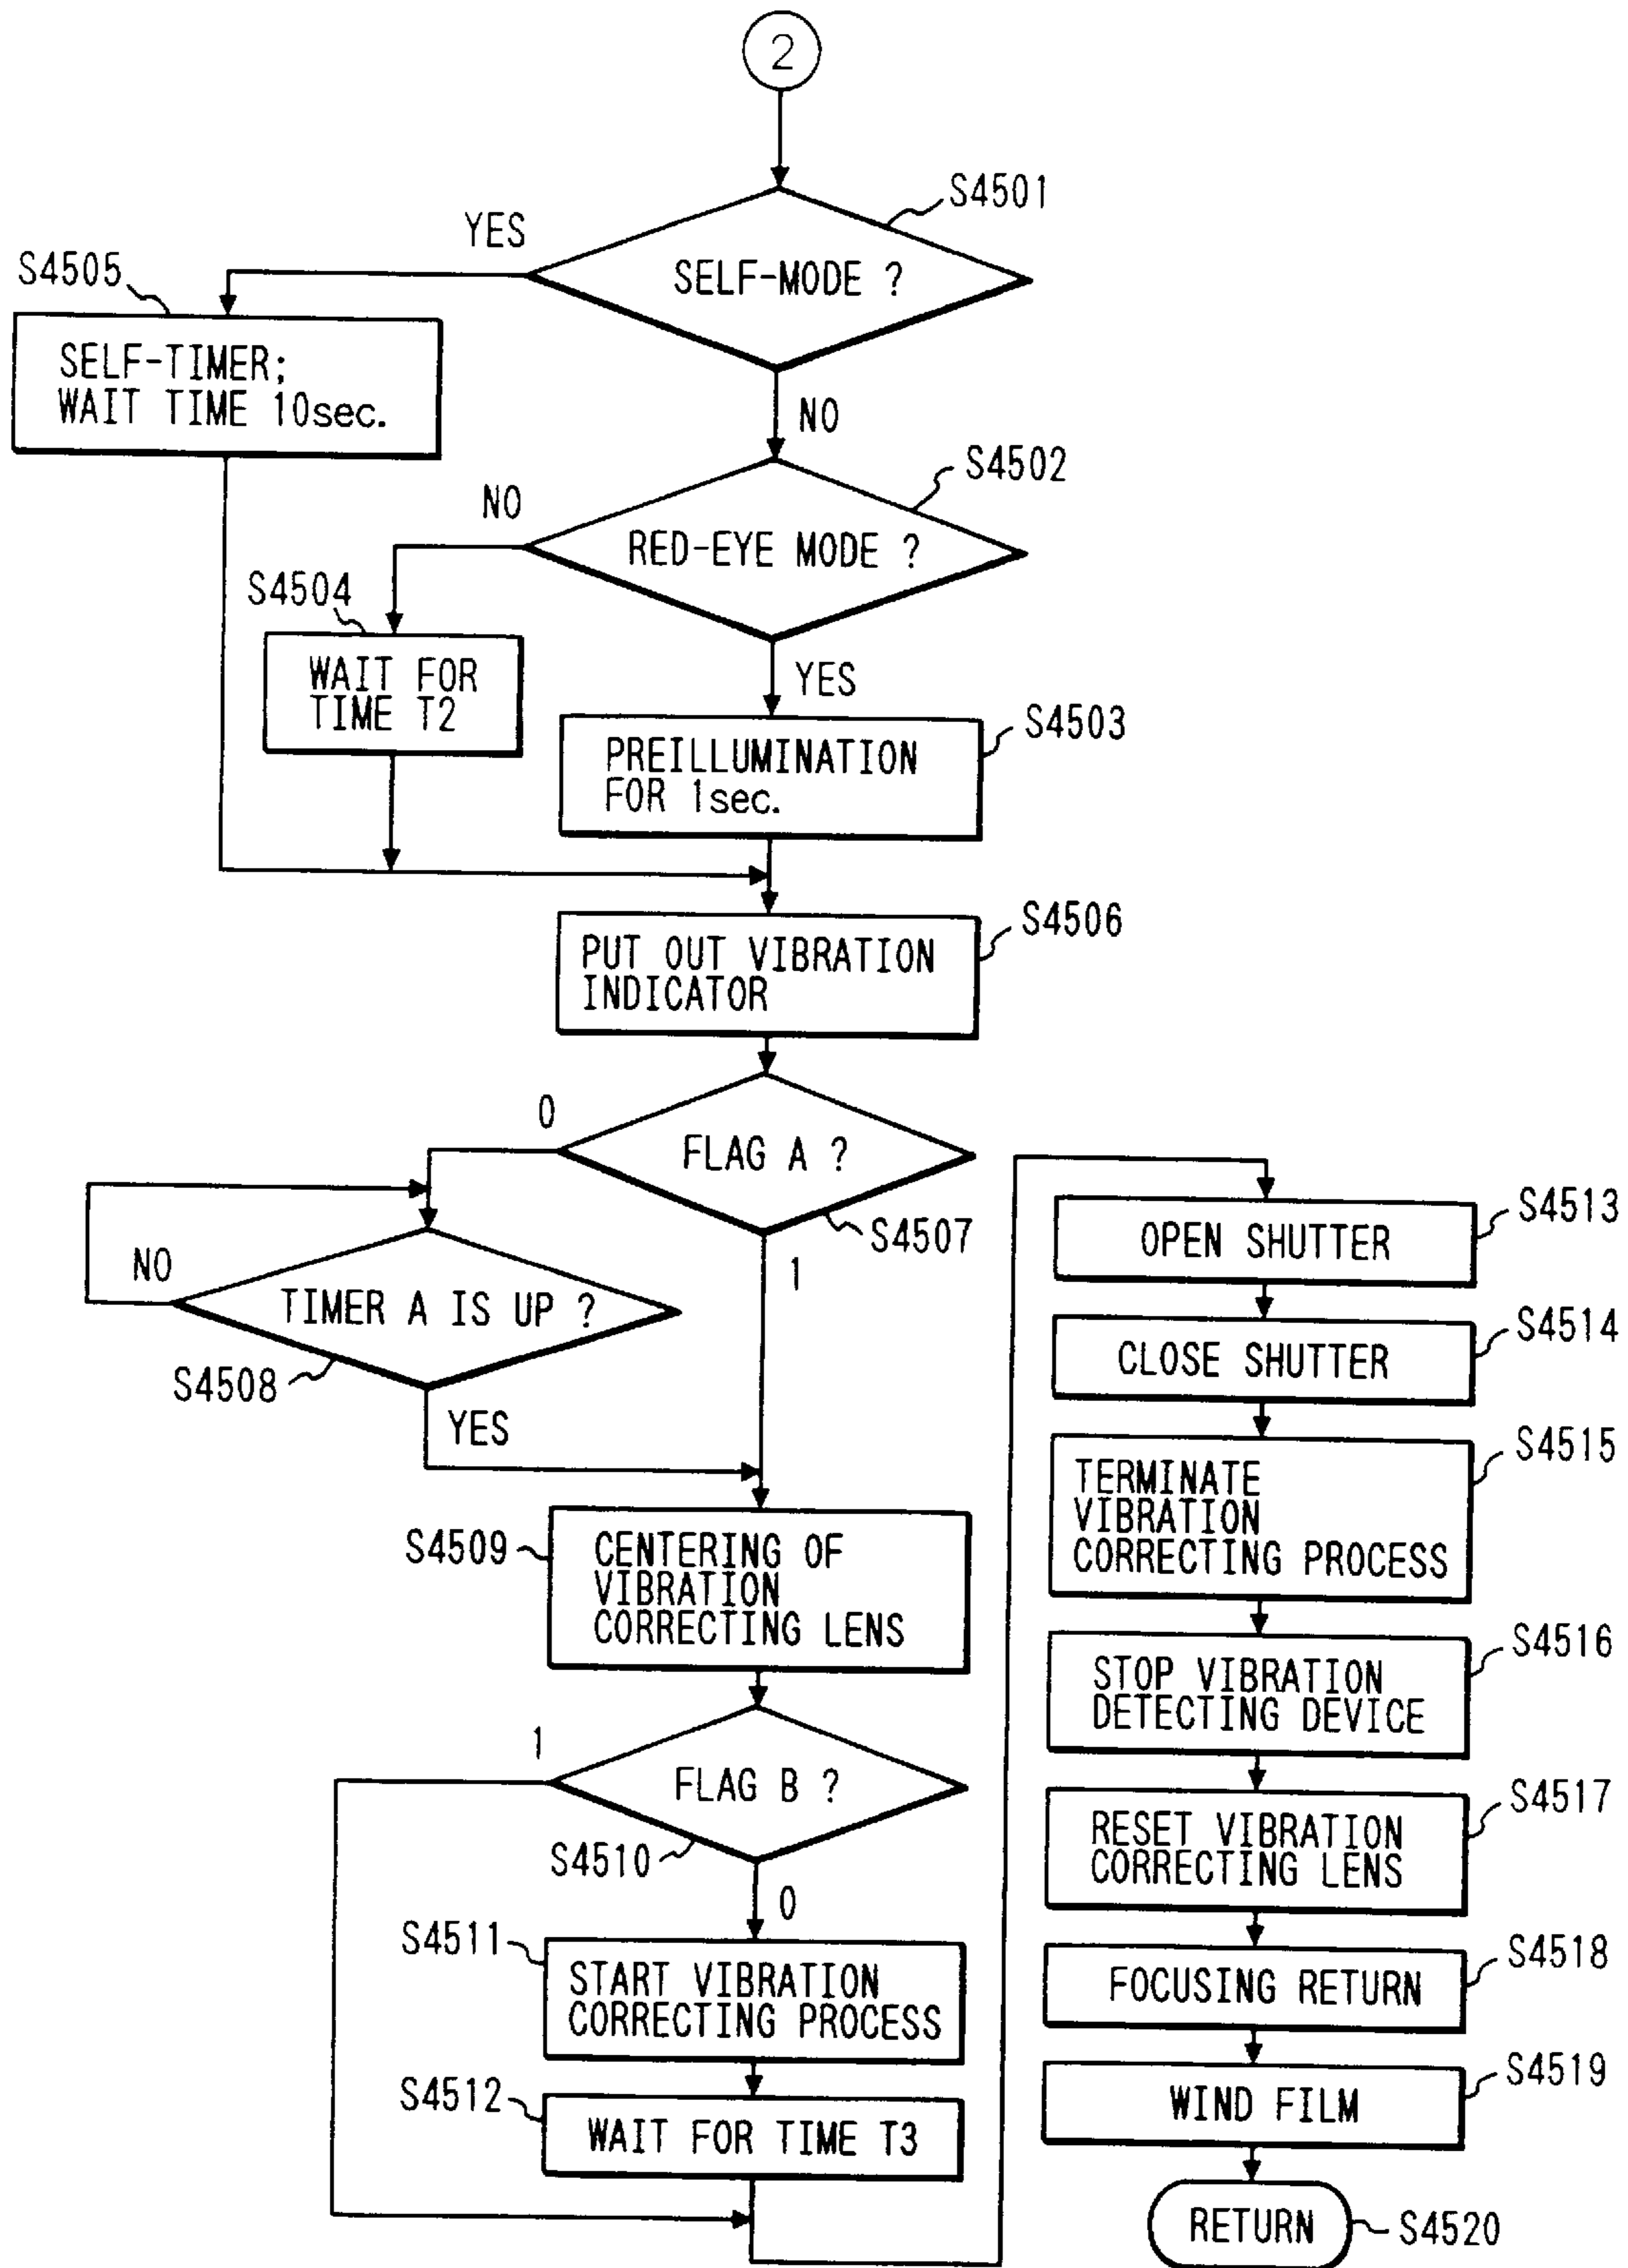 2
S4501
YES
SELF-MODE ?
S4505
SELF-TIMER;
WAIT TIME 10sec.
NO
S4502
NO
RED-EYE MODE ?
S4504
WAIT FOR
TIME T2
YES
S4503
PREILLUMINATION
FOR 1sec.
S4506
PUT OUT VIBRATION
INDICATOR
0
FLAG A ?
S4507
1
NO
TIMER A IS UP ?
S4508
YES
S4509
CENTERING OF
VIBRATION
CORRECTING LENS
1
FLAG B ?
S4510
0
S4511
START VIBRATION
CORRECTING PROCESS
S4512
WAIT FOR TIME T3
S4513
OPEN SHUTTER
S4514
CLOSE SHUTTER
S4515
TERMINATE
VIBRATION
CORRECTING PROCESS
S4516
STOP VIBRATION
DETECTING DEVICE
S4517
RESET VIBRATION
CORRECTING LENS
S4518
FOCUSING RETURN
S4519
WIND FILM
RETURN
S4520